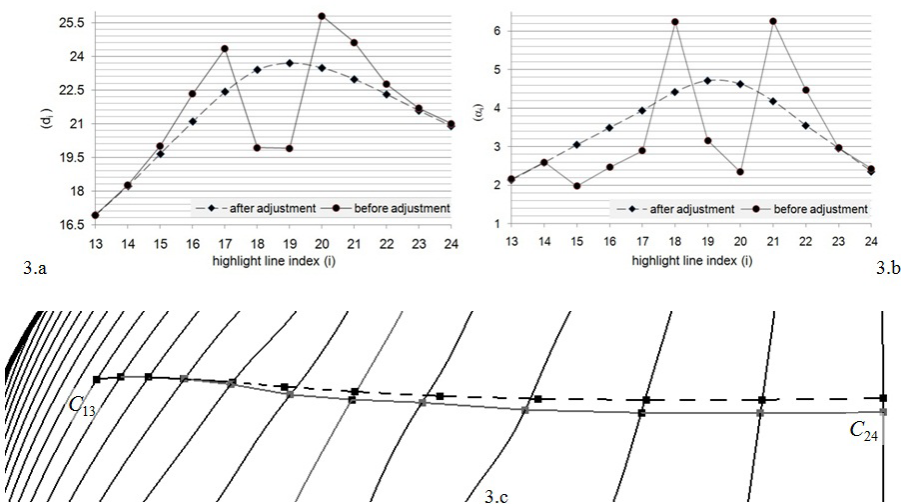 25.5
24
22.5
21
19.5
18
16.5
(dᵢ)
after adjustment before adjustment
13 14 15 16 17 18 19 20 21 22 23 24
highlight line index (i)
3.a
6
5
4
3
2
1
(αᵢ)
after adjustment before adjustment
13 14 15 16 17 18 19 20 21 22 23 24
highlight line index (i)
3.b
C₁₃
C₂₄
3.c